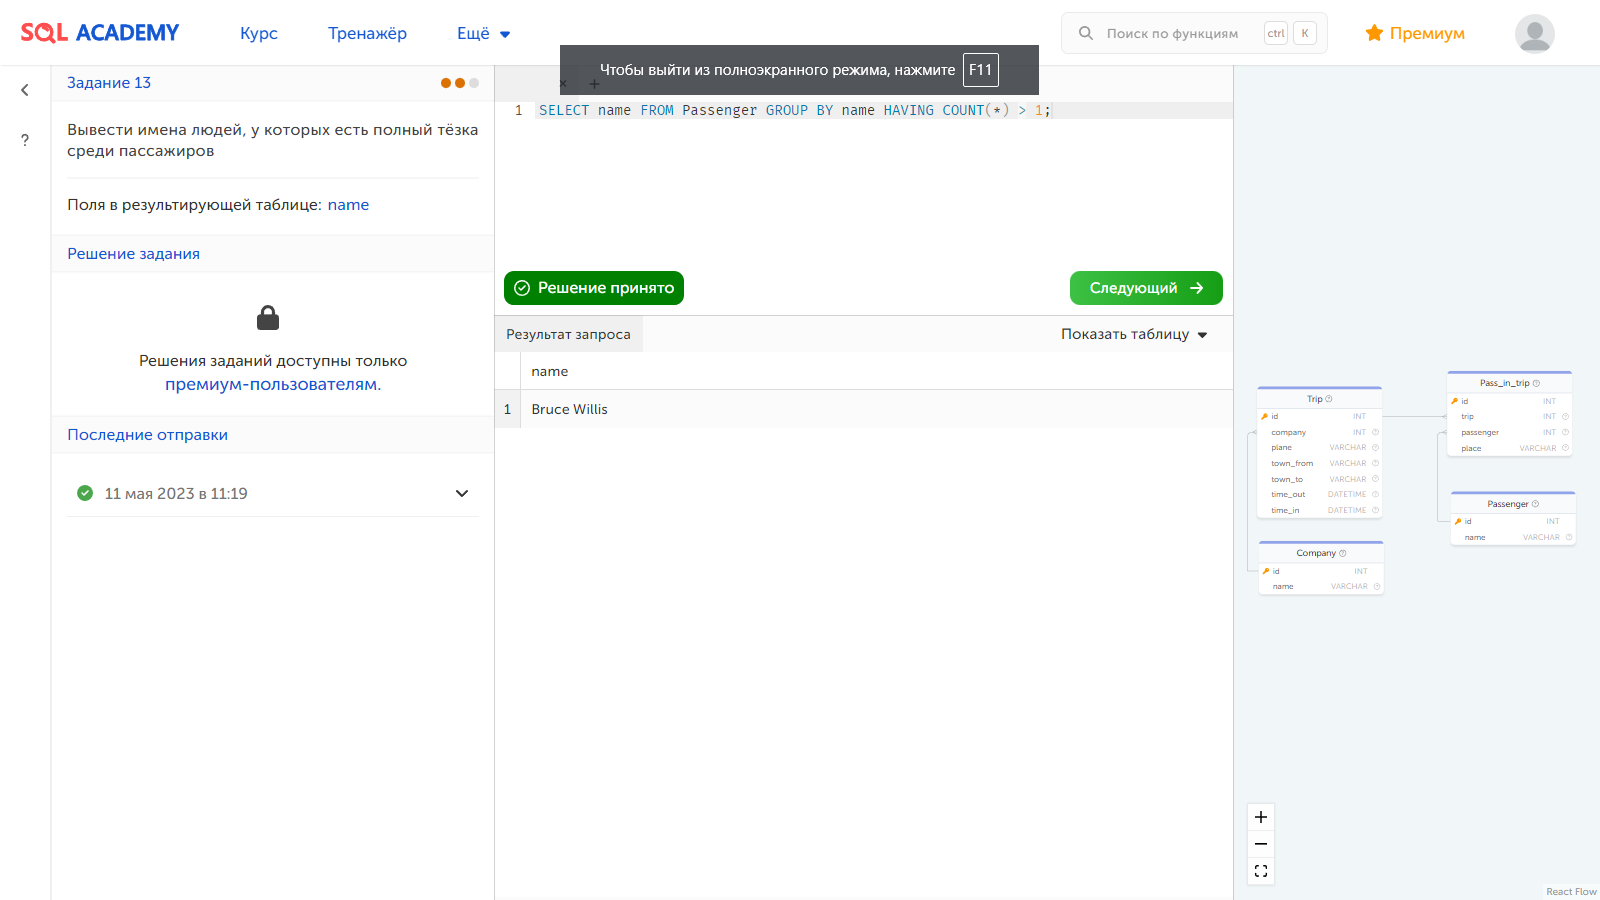 SQL ACADEMY
Курс
Тренажёр
Ещё
Поиск по функциям
ctrl
K
Премиум
Чтобы выйти из полноэкранного режима, нажмите F11
Задание 13
Вывести имена людей, у которых есть полный тёзка
среди пассажиров
Поля в результирующей таблице: name
Решение задания
Решения заданий доступны только
премиум-пользователям.
Последние отправки
11 мая 2023 в 11:19
?
× +
1 SELECT name FROM Passenger GROUP BY name HAVING COUNT(*) > 1;
Решение принято
Следующий
Результат запроса
Показать таблицу
name
1 Bruce Willis
Trip
id INT
company INT
plane VARCHAR
town_from VARCHAR
town_to VARCHAR
time_out DATETIME
time_in DATETIME
Company
id INT
name VARCHAR
Pass_in_trip
id INT
trip INT
passenger INT
place VARCHAR
Passenger
id INT
name VARCHAR
React Flow